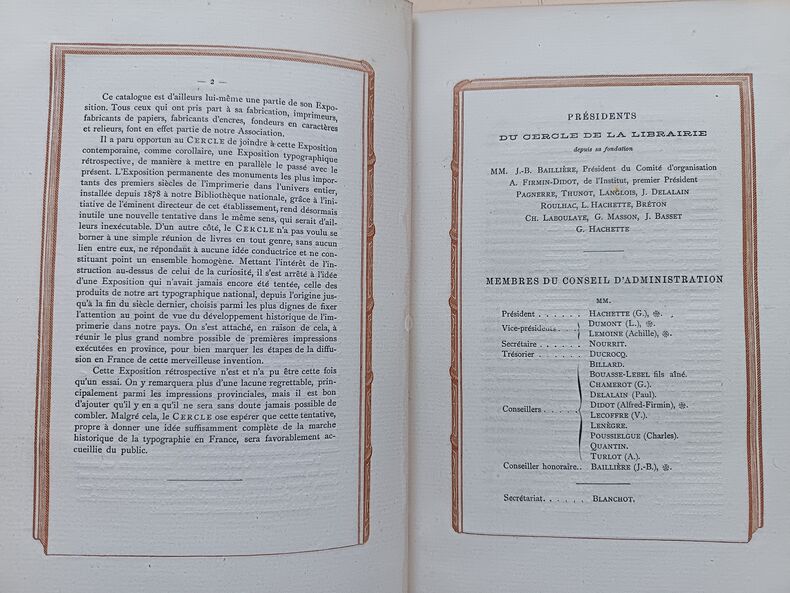 — 2 —
Ce catalogue est d'ailleurs lui-même une partie de son Expo-
sition. Tous ceux qui ont pris part à sa fabrication, imprimeurs,
fabricants de papiers, fabricants d'encres, fondeurs en caractères
et relieurs, font en effet partie de notre Association.
Il a paru opportun au CERCLE de joindre à cette Exposition
contemporaine, comme corollaire, une Exposition typographique
rétrospective, de manière à mettre en parallèle le passé avec le
présent. L'Exposition permanente des monuments les plus impor-
tants des premiers siècles de l'imprimerie dans l'univers entier,
installée depuis 1878 à notre Bibliothèque nationale, grâce à l'ini-
tiative de l'éminent directeur de cet établissement, rend désormais
inutile une nouvelle tentative dans le même sens, qui serait d'ail-
leurs inexécutable. D'un autre côté, le CERCLE n'a pas voulu se
borner à une simple réunion de livres en tout genre, sans aucun
lien entre eux, ne répondant à aucune idée conductrice et ne con-
stituant point un ensemble homogène. Mettant l'intérêt de l'in-
struction au-dessus de celui de la curiosité, il s'est arrêté à l'idée
d'une Exposition qui n'avait jamais encore été tentée, celle des
produits de notre art typographique national, depuis l'origine jus-
qu'à la fin du siècle dernier, choisis parmi les plus dignes de fixer
l'attention au point de vue du développement historique de l'im-
primerie dans notre pays. On s'est attaché, en raison de cela, à
réunir le plus grand nombre possible de premières impressions
exécutées en province, pour bien marquer les étapes de la diffu-
sion en France de cette merveilleuse invention.
Cette Exposition rétrospective n'est et n'a pu être cette fois
qu'un essai. On y remarquera plus d'une lacune regrettable, prin-
cipalement parmi les impressions provinciales, mais il est bon
d'ajouter qu'il y en a qu'il ne sera sans doute jamais possible de
combler. Malgré cela, le CERCLE ose espérer que cette tentative,
propre à donner une idée suffisamment complète de la marche
historique de la typographie en France, sera favorablement ac-
cueillie du public.
PRÉSIDENTS
DU CERCLE DE LA LIBRAIRIE
depuis sa fondation
MM. J.-B. BAILLIÈRE, Président du Comité d'organisation
A. FIRMIN-DIDOT, de l'Institut, premier Président
PAGNERRE, THUNOT, LANGLOIS, J. DELALAIN
ROULHAC, L. HACHETTE, BRÉTON
CH. LABOULAYE, G. MASSON, J. BASSET
G. HACHETTE
MEMBRES DU CONSEIL D'ADMINISTRATION
MM.
Président . . . . . . HACHETTE (G.), ❀.
Vice-présidents . . . DUMONT (L.), ❀.
LEMOINE (Achille), ❀.
Secrétaire . . . . . NOURRIT.
Trésorier . . . . . . DUCROCQ.
BILLARD.
BOUASSE-LEBEL fils aîné.
CHAMEROT (G.).
DELALAIN (Paul).
Conseillers . . . . . DIDOT (Alfred-Firmin), ❀.
LECOFFRE (V.).
LENÈGRE.
POUSSIELGUE (Charles).
QUANTIN.
TURLOT (A.).
Conseiller honoraire.. BAILLIÈRE (J.-B.), ❀.
Secrétariat. . . . . . BLANCHOT.